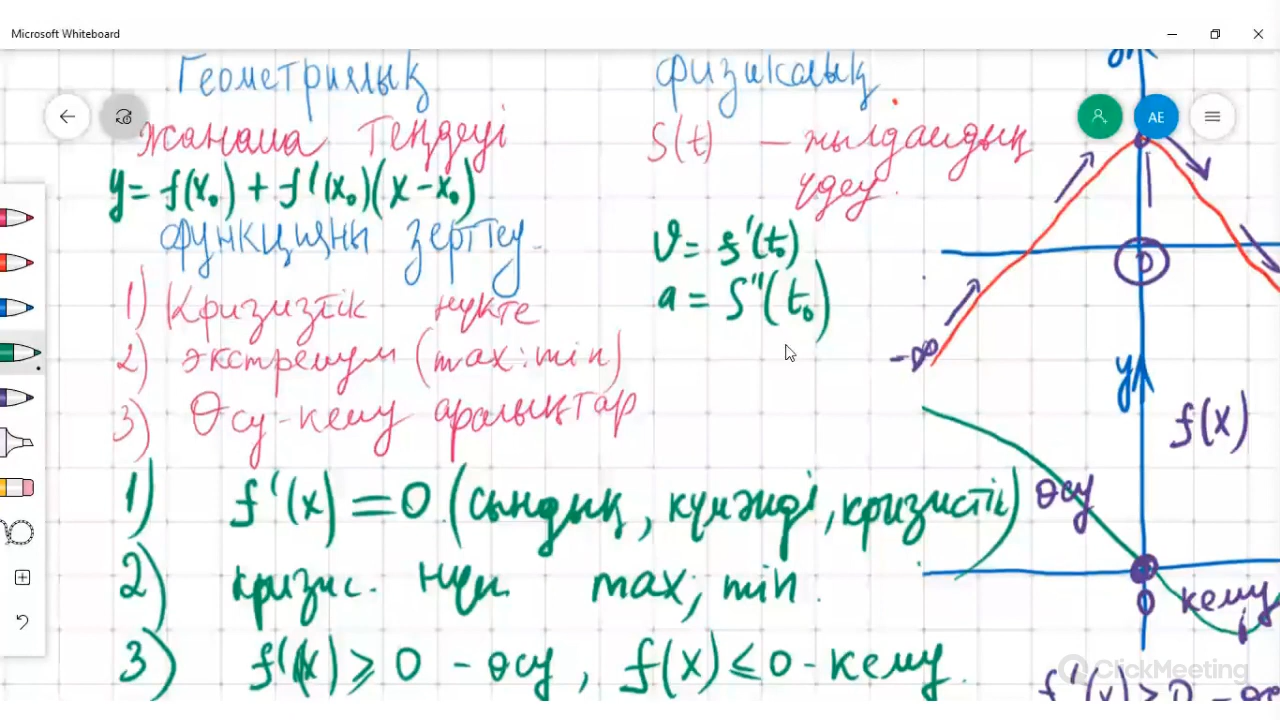 Microsoft Whiteboard
Геометриялық
Жанама теңдеуі
y = f(x₀) + f'(x₀)(x - x₀)
Функцияны зерттеу
1) Кризизтік нүкте
2) экстремум (max; min)
3) Өсу-кему аралықтар
1) f'(x) = 0 (сындық, күмәнді, кризистік)
2) кризис. нүк max; min.
3) f'(x) ⩾ 0 - өсу, f(x) ≤ 0 - кему.
Физикалық
S(t) — жылдамдық
үдеу.
v = s'(t₀)
a = S''(t₀)
AE
y
0
-∞
y
f(x)
өсу
0
кему
ClickMeeting